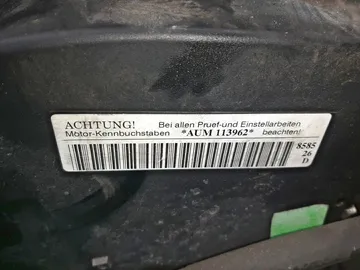 ACHTUNG! Bei allen Pruef-und Einstellarbeiten
Motor-Kennbuchstaben *AUM 113962* beachten!
8585
26
D